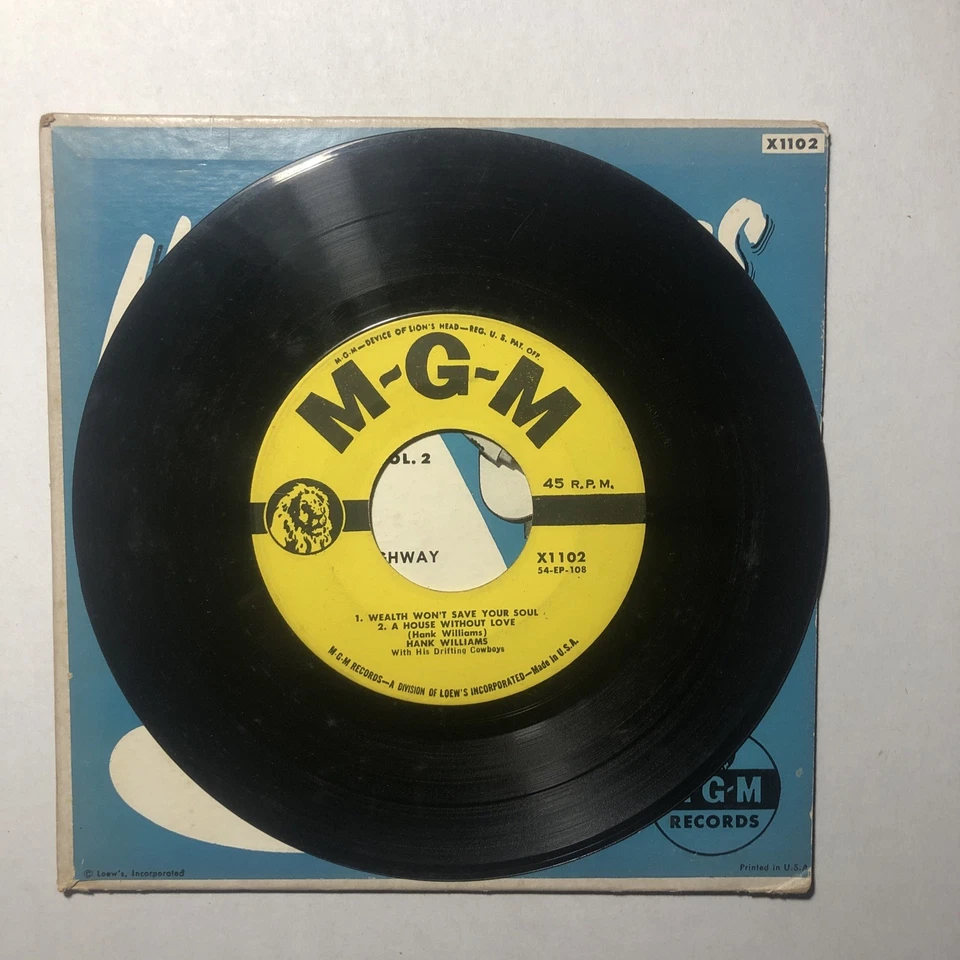 X1102
M-G-M—DEVICE OF LION'S HEAD—REG. U. S. PAT. OFF.
M-G-M
OL. 2
45 R.P.M.
HWAY
X1102
54-EP-108
1. WEALTH WON'T SAVE YOUR SOUL
2. A HOUSE WITHOUT LOVE
(Hank Williams)
HANK WILLIAMS
With His Drifting Cowboys
M-G-M RECORDS—A DIVISION OF LOEW'S INCORPORATED—Made in U.S.A.
G-M
RECORDS
© Loew's, Incorporated
Printed in U.S.A